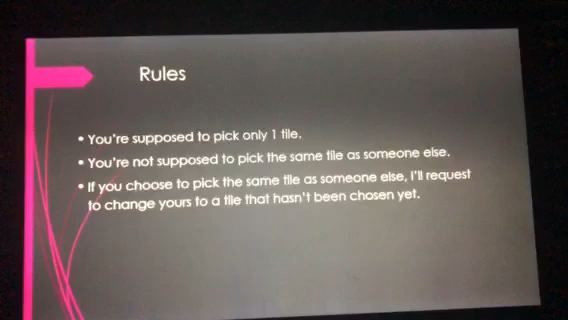 Rules
• You're supposed to pick only 1 tile.
• You're not supposed to pick the same tile as someone else.
• If you choose to pick the same tile as someone else, I'll request
to change yours to a tile that hasn't been chosen yet.